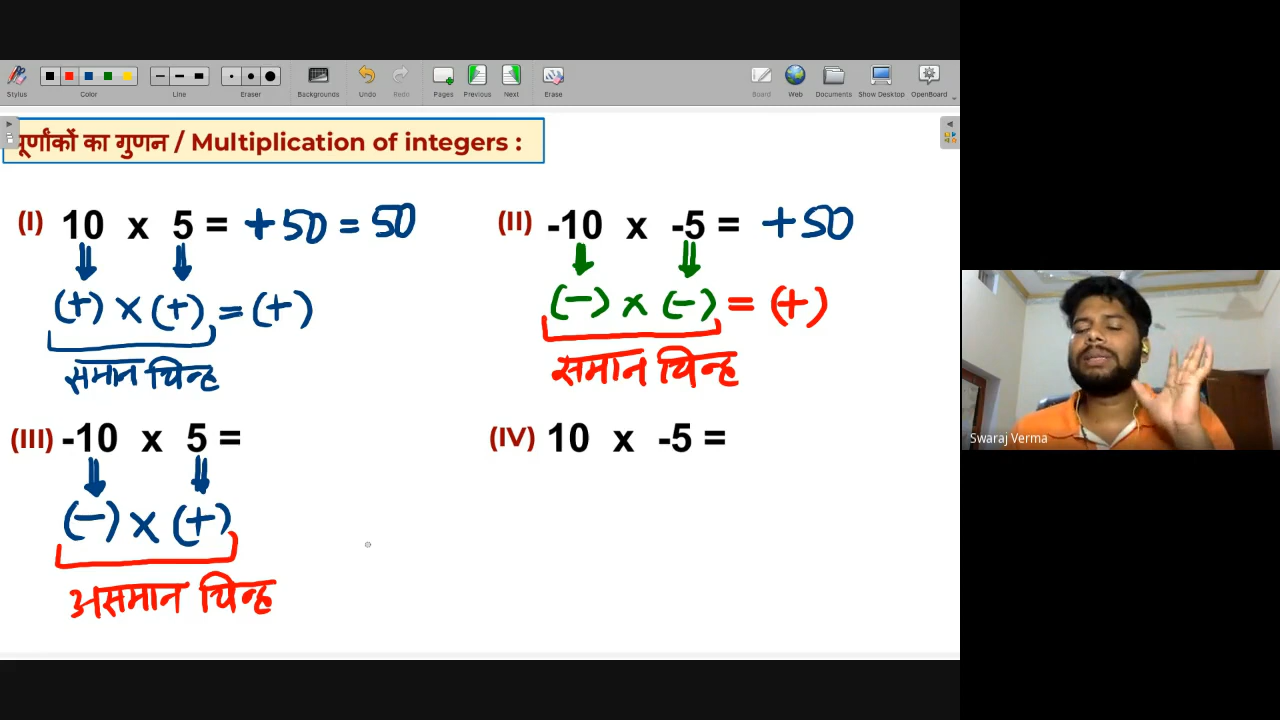 Stylus Color Line Eraser Backgrounds Undo Redo Pages Previous Next Erase Board Web Documents Show Desktop OpenBoard
पूर्णांकों का गुणन / Multiplication of integers :
(I) 10 x 5 = +50 = 50
(+) x (+) = (+)
समान चिन्ह
(II) -10 x -5 = +50
(-) x (-) = (+)
समान चिन्ह
(III) -10 x 5 =
(-) x (+)
असमान चिन्ह
(IV) 10 x -5 =
Swaraj Verma